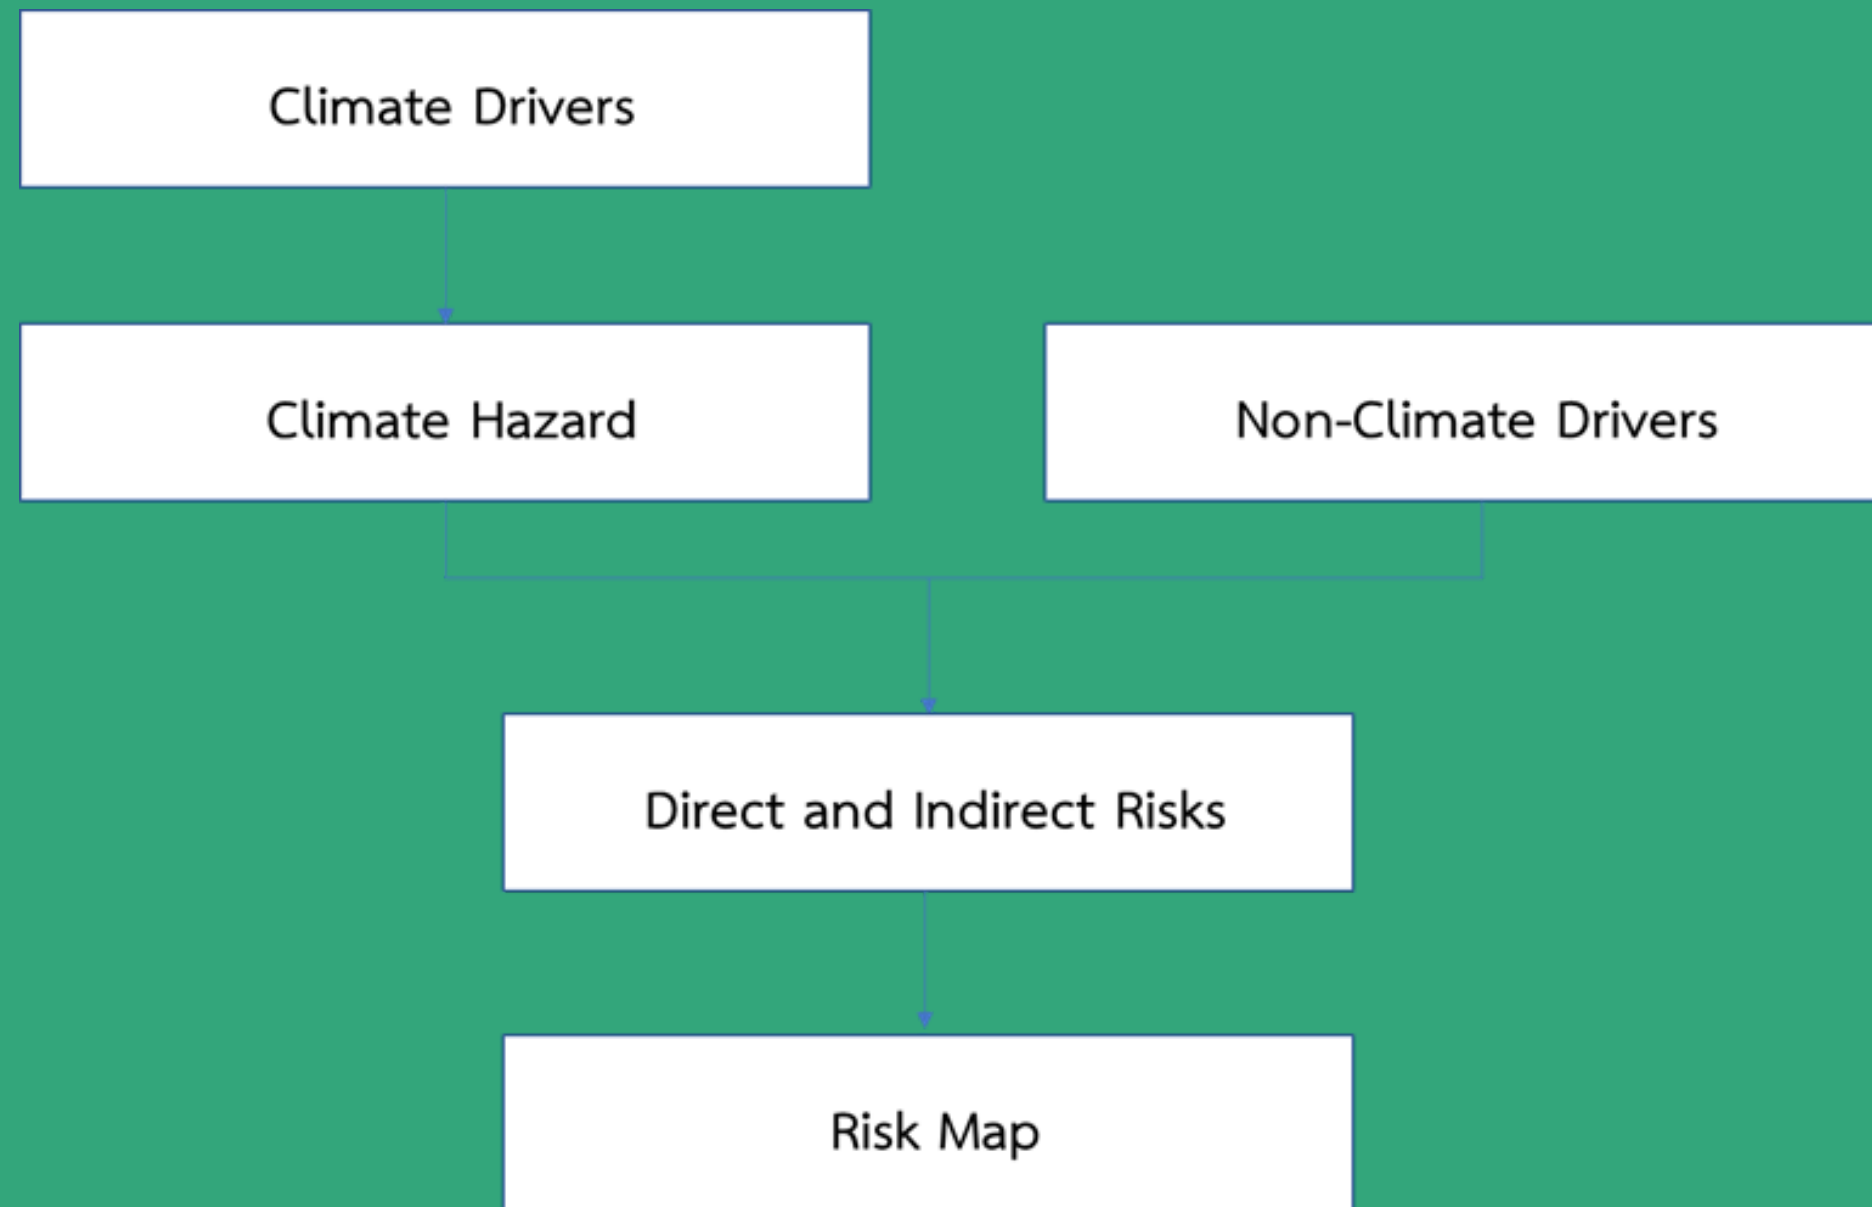 Climate Drivers
Climate Hazard
Non-Climate Drivers
Direct and Indirect Risks
Risk Map